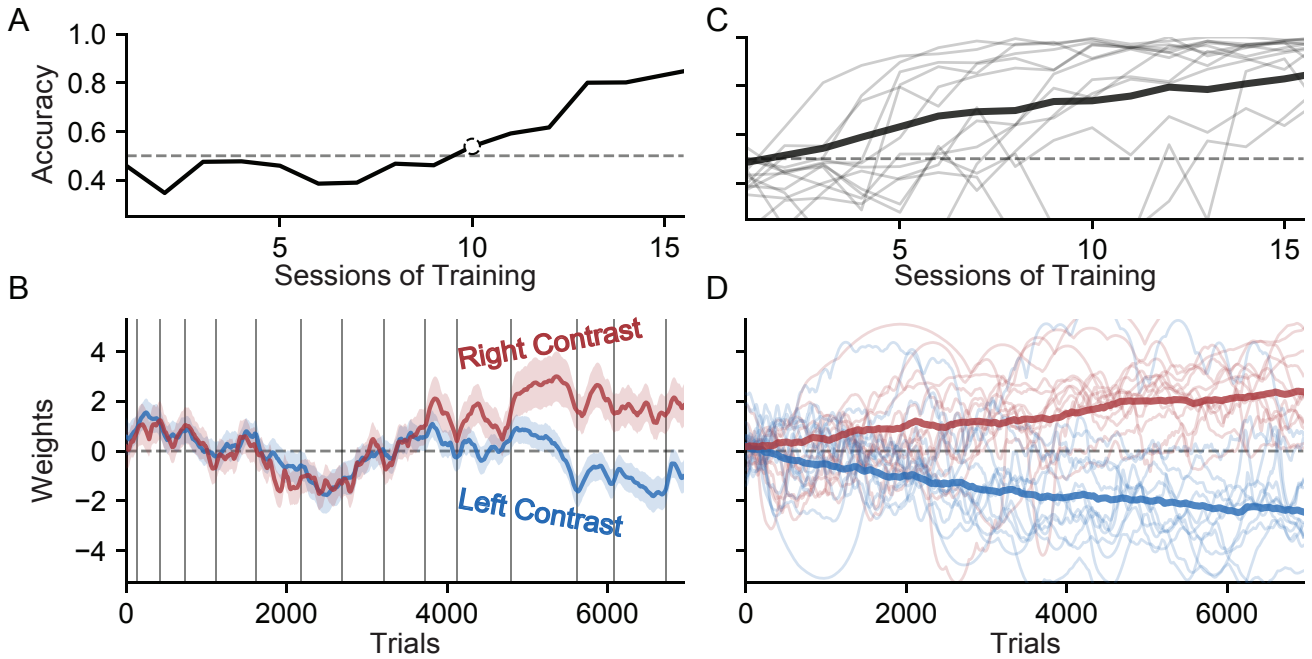 A
1.0
0.8
0.6
0.4
Accuracy
5
10
15
Sessions of Training
C
5
10
15
Sessions of Training
B
4
2
0
−2
−4
Weights
Right Contrast
Left Contrast
0
2000
4000
6000
Trials
D
0
2000
4000
6000
Trials